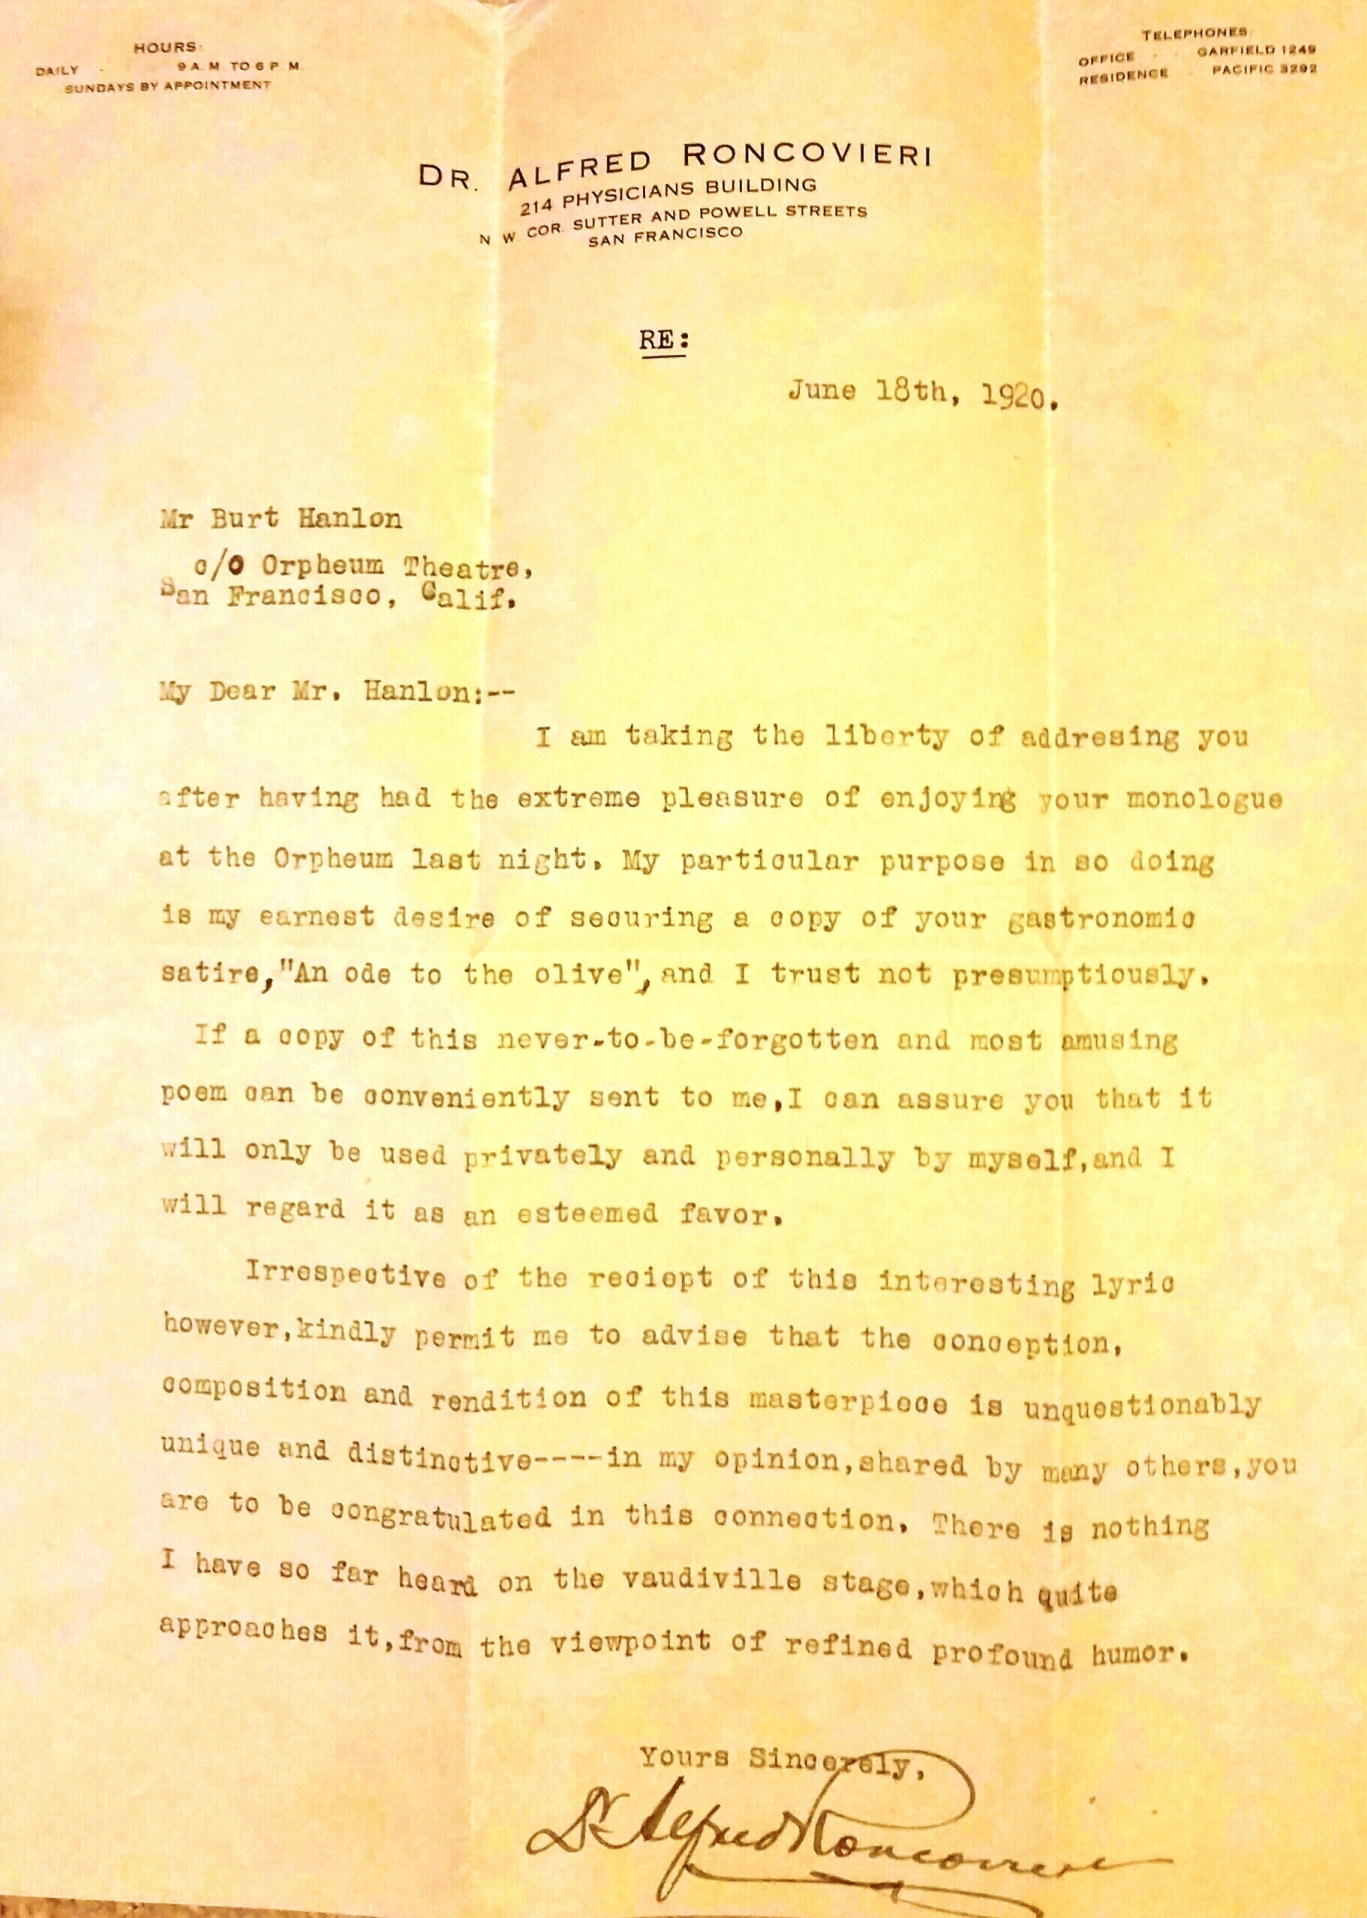 HOURS:
DAILY - 9 A. M. TO 6 P. M.
SUNDAYS BY APPOINTMENT
TELEPHONES:
OFFICE - - GARFIELD 1249
RESIDENCE - PACIFIC 3292
DR. ALFRED RONCOVIERI
214 PHYSICIANS BUILDING
N W COR. SUTTER AND POWELL STREETS
SAN FRANCISCO
RE:
June 18th, 1920.
Mr Burt Hanlon
c/o Orpheum Theatre,
San Francisco, Calif.
My Dear Mr. Hanlon:--
I am taking the liberty of addresing you
after having had the extreme pleasure of enjoying your monologue
at the Orpheum last night. My particular purpose in so doing
is my earnest desire of securing a copy of your gastronomic
satire,"An ode to the olive", and I trust not presumptiously.
If a copy of this never-to-be-forgotten and most amusing
poem can be conveniently sent to me,I can assure you that it
will only be used privately and personally by myself,and I
will regard it as an esteemed favor.
Irrespective of the reciept of this interesting lyric
however,kindly permit me to advise that the conception,
composition and rendition of this masterpiece is unquestionably
unique and distinctive----in my opinion,shared by many others,you
are to be congratulated in this connection. There is nothing
I have so far heard on the vaudiville stage,which quite
approaches it,from the viewpoint of refined profound humor.
Yours Sincerely,
Dr Alfred Roncovieri